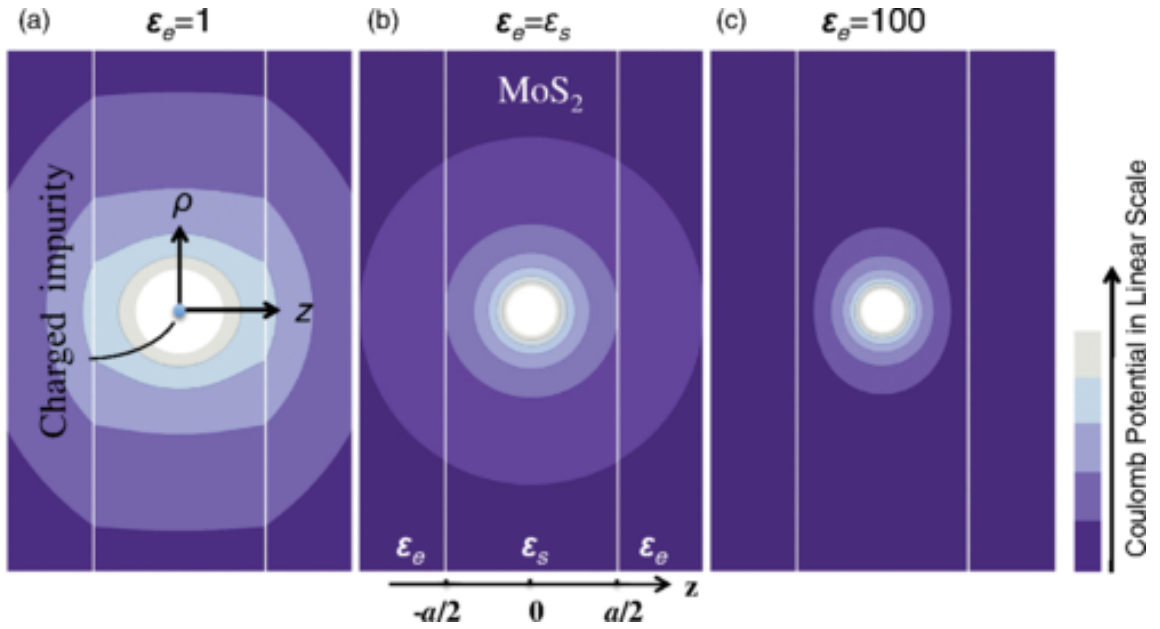 (a) εe=1
(b) εe=εs
(c) εe=100
MoS2
Charged impurity
ρ
z
εe εs εe
z
-a/2 0 a/2
Coulomb Potential in Linear Scale